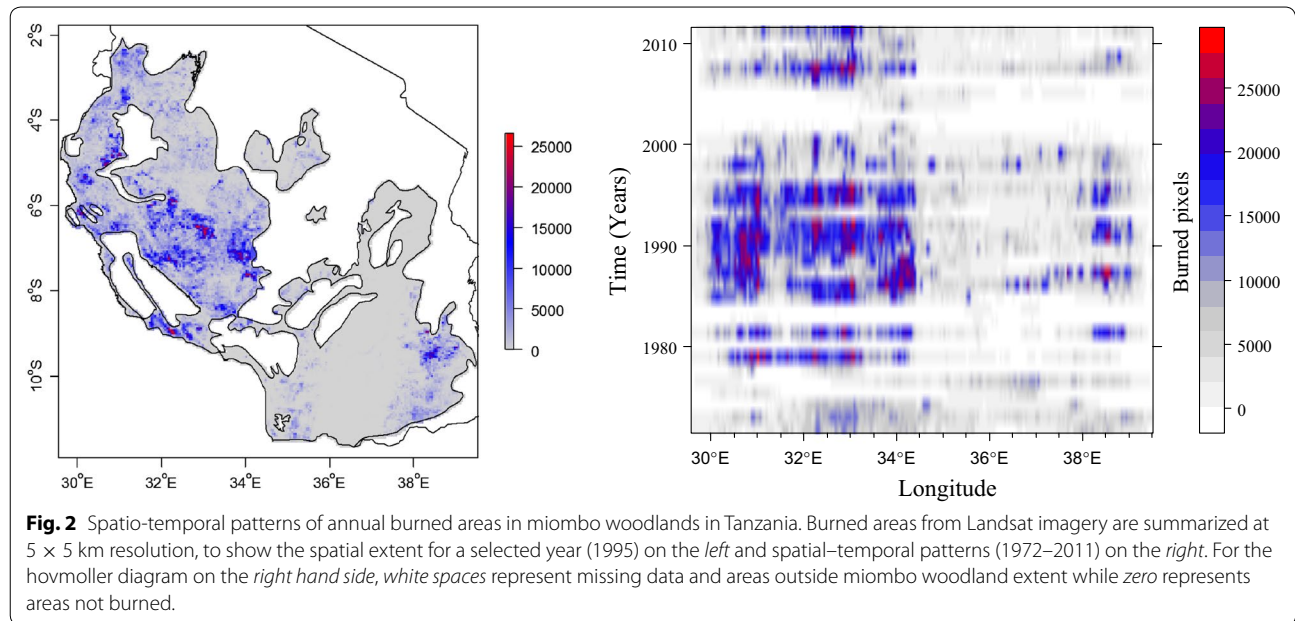 2°S
4°S
6°S
8°S
10°S
30°E
32°E
34°E
36°E
38°E
25000
20000
15000
10000
5000
0
Time (Years)
2010
2000
1990
1980
30°E
32°E
34°E
36°E
38°E
Longitude
Burned pixels
25000
20000
15000
10000
5000
0
Fig. 2 Spatio-temporal patterns of annual burned areas in miombo woodlands in Tanzania. Burned areas from Landsat imagery are summarized at
5 × 5 km resolution, to show the spatial extent for a selected year (1995) on the left and spatial–temporal patterns (1972–2011) on the right. For the
hovmoller diagram on the right hand side, white spaces represent missing data and areas outside miombo woodland extent while zero represents
areas not burned.